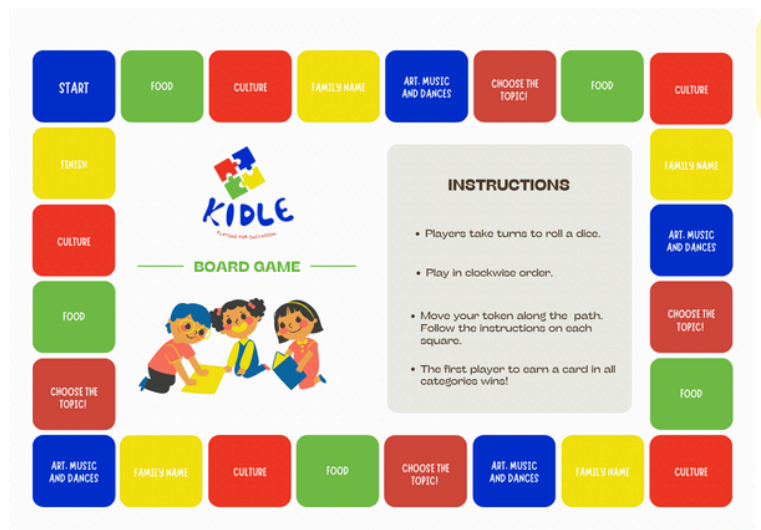 START
FOOD
CULTURE
FAMILY NAME
ART, MUSIC
AND DANCES
CHOOSE THE
TOPIC!
FOOD
CULTURE
FINISH
FAMILY NAME
KIDLE
PLAYING FOR INCLUSION
BOARD GAME
INSTRUCTIONS
• Players take turns to roll a dice.
• Play in clockwise order.
• Move your token along the path.
Follow the instructions on each
square.
• The first player to earn a card in all
categories wins!
CULTURE
ART, MUSIC
AND DANCES
FOOD
CHOOSE THE
TOPIC!
CHOOSE THE
TOPIC!
FOOD
ART, MUSIC
AND DANCES
FAMILY NAME
CULTURE
FOOD
CHOOSE THE
TOPIC!
ART, MUSIC
AND DANCES
FAMILY NAME
CULTURE